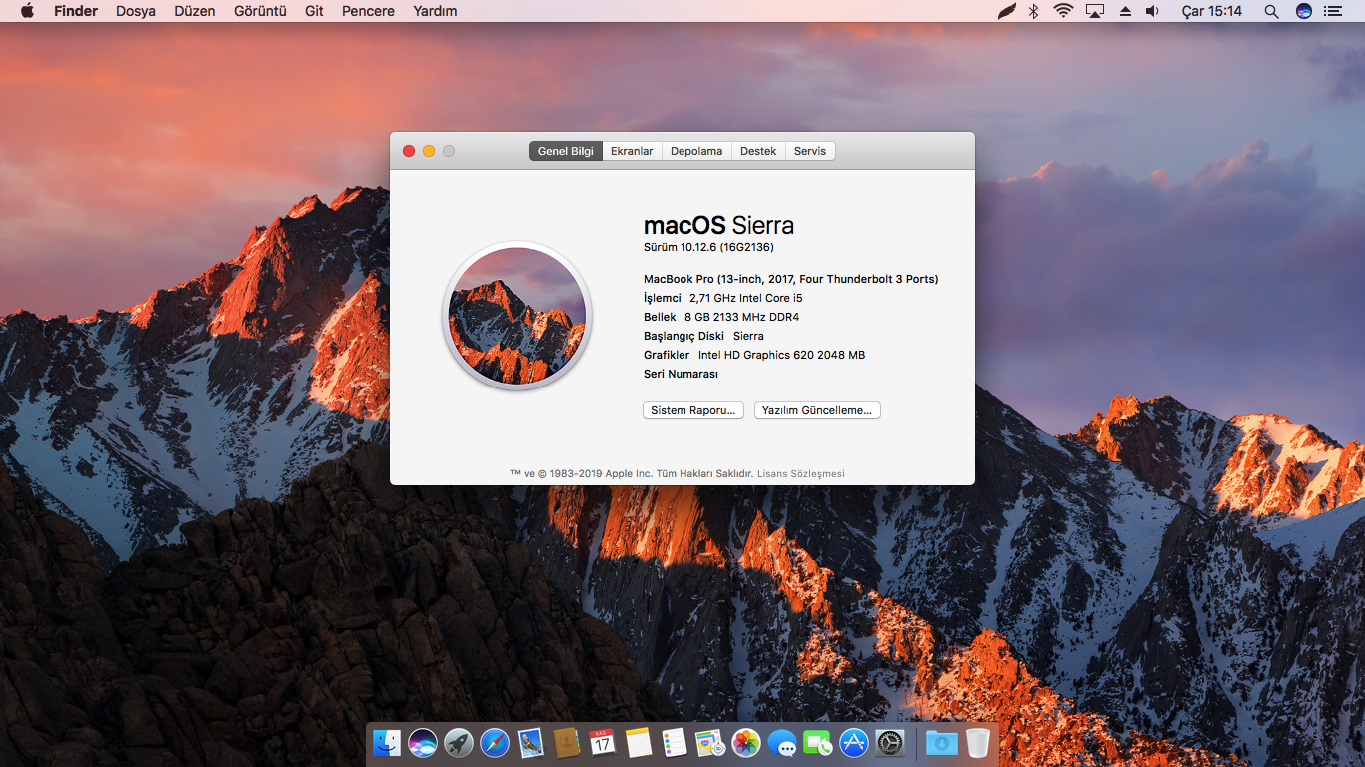 Finder Dosya Düzen Görüntü Git Pencere Yardım Çar 15:14
Genel Bilgi Ekranlar Depolama Destek Servis
macOS Sierra
Sürüm 10.12.6 (16G2136)
MacBook Pro (13-inch, 2017, Four Thunderbolt 3 Ports)
İşlemci 2,71 GHz Intel Core i5
Bellek 8 GB 2133 MHz DDR4
Başlangıç Diski Sierra
Grafikler Intel HD Graphics 620 2048 MB
Seri Numarası
Sistem Raporu... Yazılım Güncelleme...
™ ve © 1983-2019 Apple Inc. Tüm Hakları Saklıdır. Lisans Sözleşmesi
KAS
17